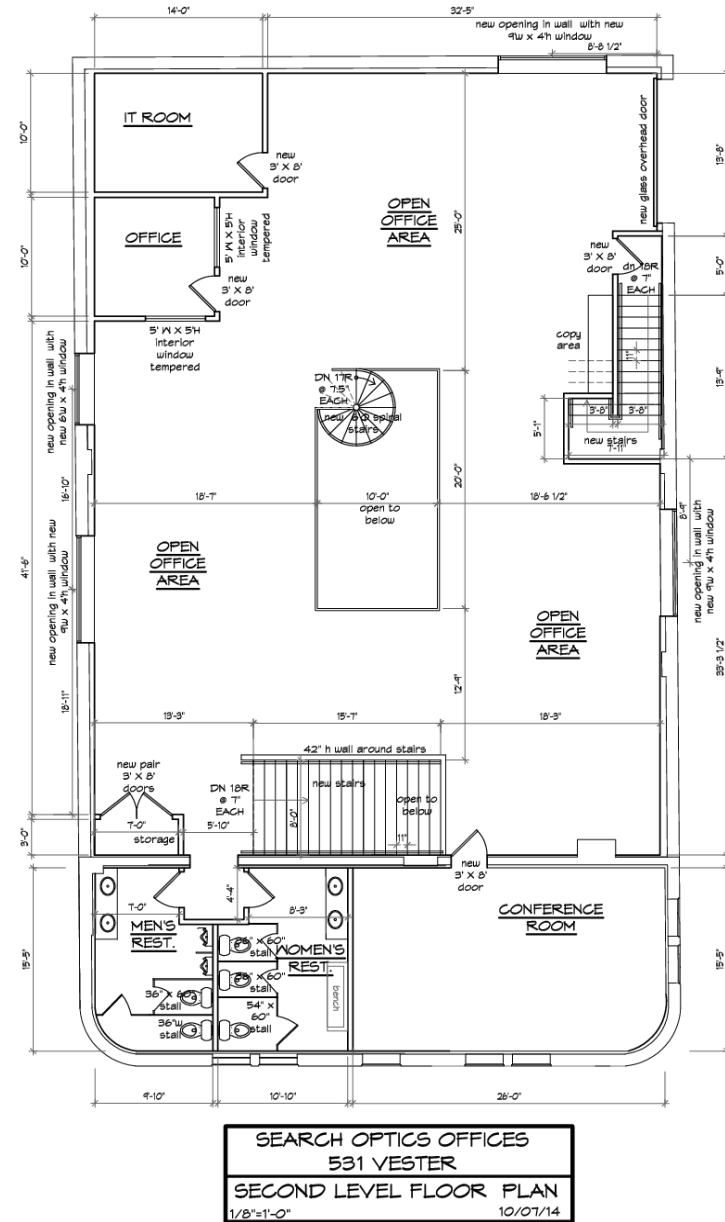 14'-0"
32'-5"
new opening in wall with new
9'w x 4'h window
8'-8 1/2"
IT ROOM
10'-0"
new
3' X 8'
door
new glass overhead door
13'-8"
OPEN
OFFICE
AREA
25'-0"
OFFICE
10'-0"
5' W X 5'H
interior
window
tempered
new
3' X 8'
door
new
3' X 8'
door
dn 18R
@ 7"
EACH
5'-0"
5' W X 5'H
interior
window
tempered
copy
area
11"
13'-9"
new opening in wall with
new 8'w x 4'h window
DN 17R
@ 7.5"
EACH
stairs
3'-8"
3'-8"
5'-1"
new stairs
7'-11"
16'-10"
18'-7"
10'-0"
open to
below
20'-0"
18'-6 1/2"
8'-9"
new opening in wall with
new 9'w x 4'h window
41'-8"
new opening in wall with new
9'w x 4'h window
OPEN
OFFICE
AREA
OPEN
OFFICE
AREA
33'-3 1/2"
12'-9"
18'-11"
13'-3"
15'-7"
18'-3"
42" h wall around stairs
new pair
3' X 8'
doors
DN 18R
@ 7"
EACH
new stairs
8'-0"
open to
below
11"
7'-0"
storage
5'-10"
3'-0"
new
3' X 8'
door
4'-4"
7'-0"
8'-3"
MEN'S
REST.
WOMEN'S
REST.
CONFERENCE
ROOM
15'-5"
15'-5"
36" x 60"
stall
36" x 60"
stall
36" x 60"
stall
36"w
stall
54" x
60"
stall
bench
9'-10"
10'-10"
26'-0"
SEARCH OPTICS OFFICES
531 VESTER
SECOND LEVEL FLOOR PLAN
1/8"=1'-0"
10/07/14